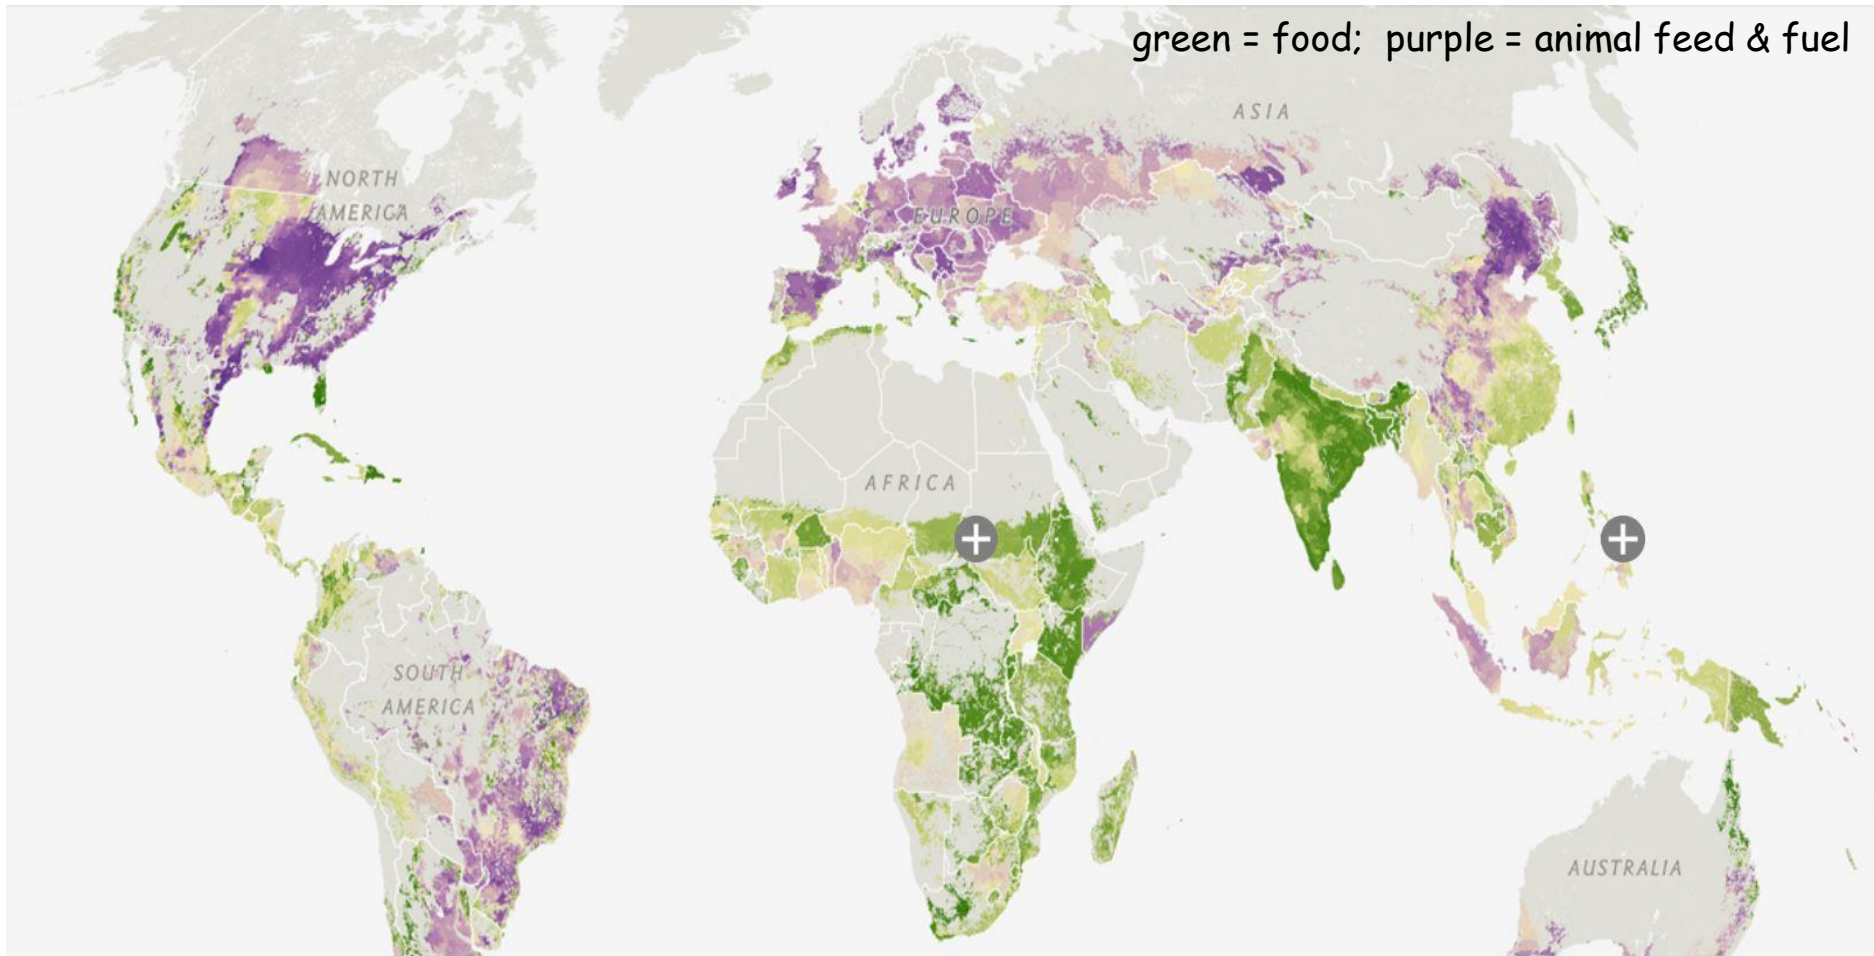 green = food; purple = animal feed & fuel
ASIA
NORTH
AMERICA
EUROPE
AFRICA
SOUTH
AMERICA
AUSTRALIA